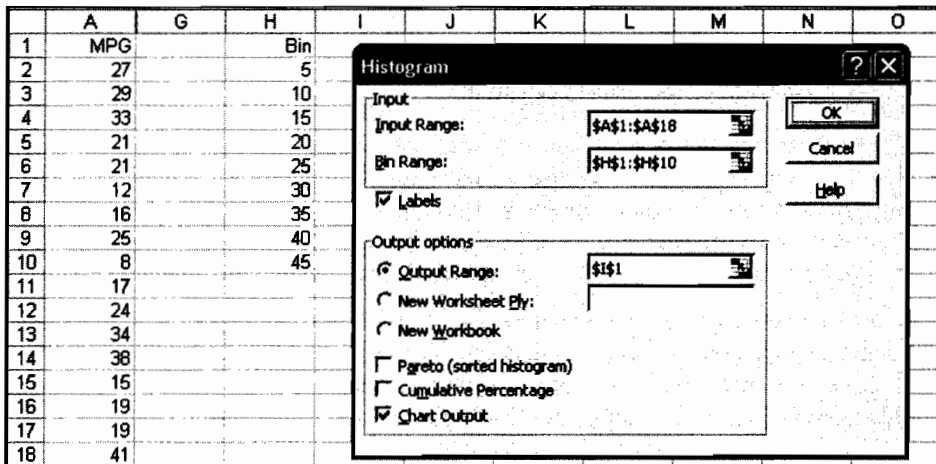 A G H I J K L M N O
1 MPG Bin
2 27 5
3 29 10
4 33 15
5 21 20
6 21 25
7 12 30
8 16 35
9 25 40
10 8 45
11 17
12 24
13 34
14 38
15 15
16 19
17 19
18 41
Histogram ? X
Input
Input Range: $A$1:$A$18
Bin Range: $H$1:$H$10
Labels
OK
Cancel
Help
Output options
Output Range: $I$1
New Worksheet Ply:
New Workbook
Pareto (sorted histogram)
Cumulative Percentage
Chart Output